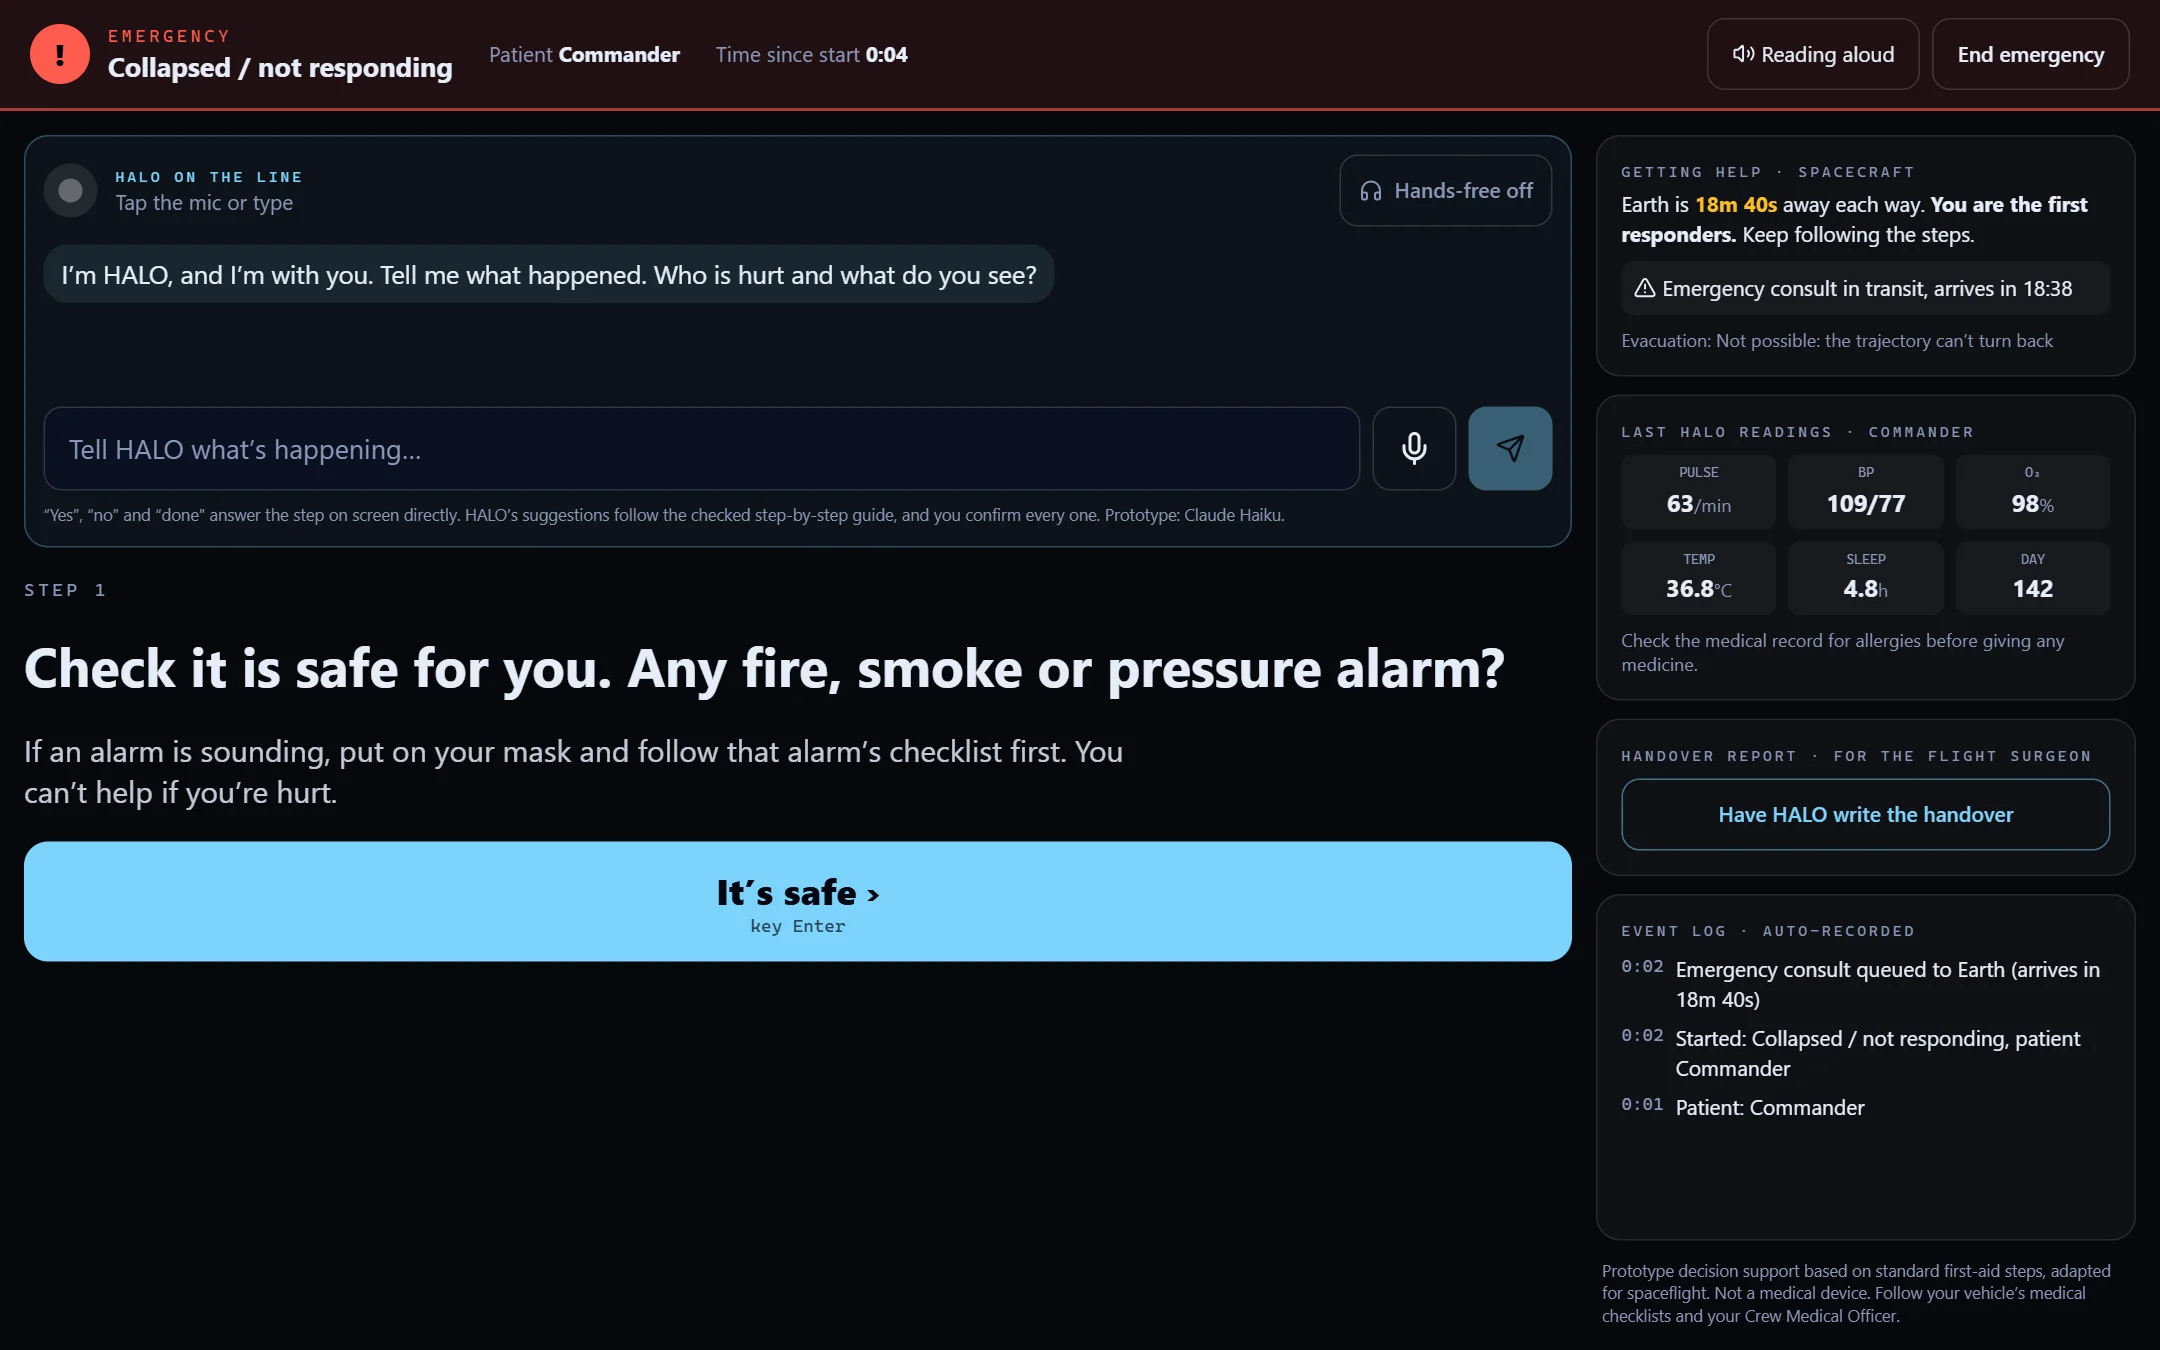 !
EMERGENCY
Collapsed / not responding
Patient Commander
Time since start 0:04
Reading aloud
End emergency
HALO ON THE LINE
Tap the mic or type
Hands-free off
I’m HALO, and I’m with you. Tell me what happened. Who is hurt and what do you see?
Tell HALO what’s happening...
“Yes”, “no” and “done” answer the step on screen directly. HALO’s suggestions follow the checked step-by-step guide, and you confirm every one. Prototype: Claude Haiku.
STEP 1
Check it is safe for you. Any fire, smoke or pressure alarm?
If an alarm is sounding, put on your mask and follow that alarm’s checklist first. You
can’t help if you’re hurt.
It’s safe ›
key Enter
GETTING HELP · SPACECRAFT
Earth is 18m 40s away each way. You are the first
responders. Keep following the steps.
Emergency consult in transit, arrives in 18:38
Evacuation: Not possible: the trajectory can’t turn back
LAST HALO READINGS · COMMANDER
PULSE
63/min
BP
109/77
O₂
98%
TEMP
36.8°C
SLEEP
4.8h
DAY
142
Check the medical record for allergies before giving any
medicine.
HANDOVER REPORT · FOR THE FLIGHT SURGEON
Have HALO write the handover
EVENT LOG · AUTO-RECORDED
0:02 Emergency consult queued to Earth (arrives in
18m 40s)
0:02 Started: Collapsed / not responding, patient
Commander
0:01 Patient: Commander
Prototype decision support based on standard first-aid steps, adapted
for spaceflight. Not a medical device. Follow your vehicle’s medical
checklists and your Crew Medical Officer.